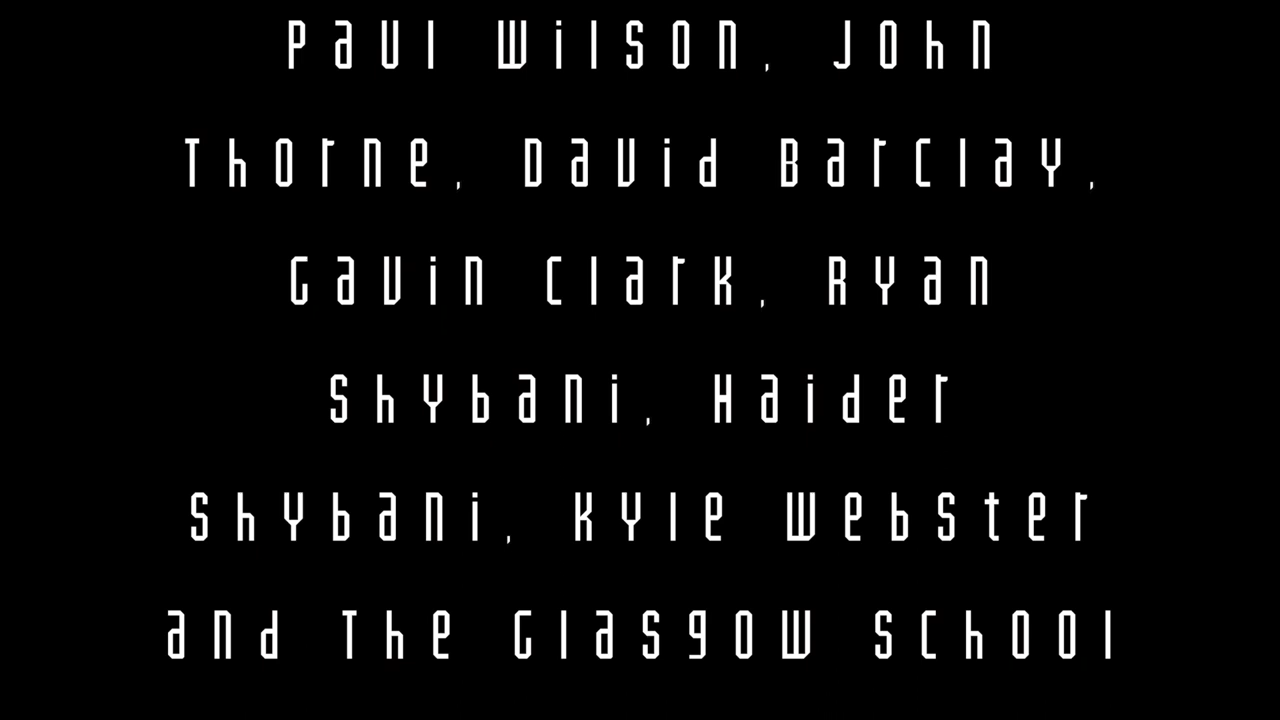 Paul Wilson, John
Thorne, David Barclay,
Gavin Clark, Ryan
Shybani, Haider
Shybani, Kyle Webster
and The Glasgow School